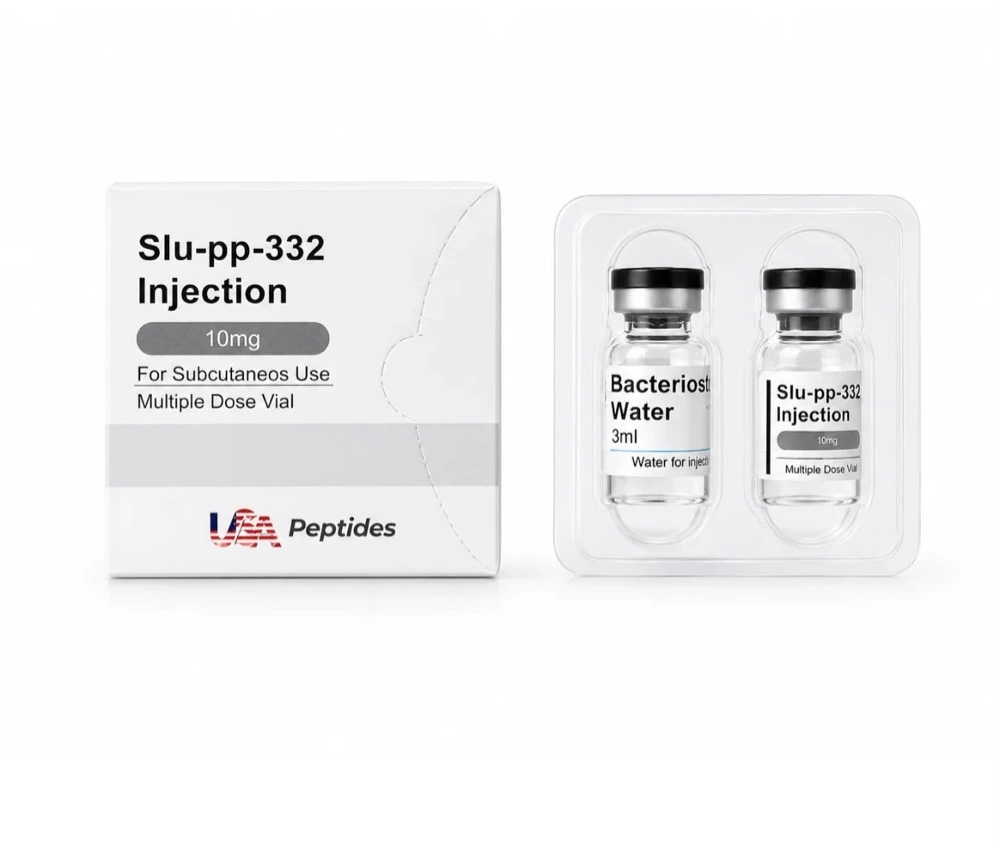 Slu-pp-332
Injection
10mg
For Subcutaneos Use
Multiple Dose Vial
USA Peptides
Bacteriost
Water
3ml
Water for inject
Slu-pp-332
Injection
10mg
Multiple Dose Vial